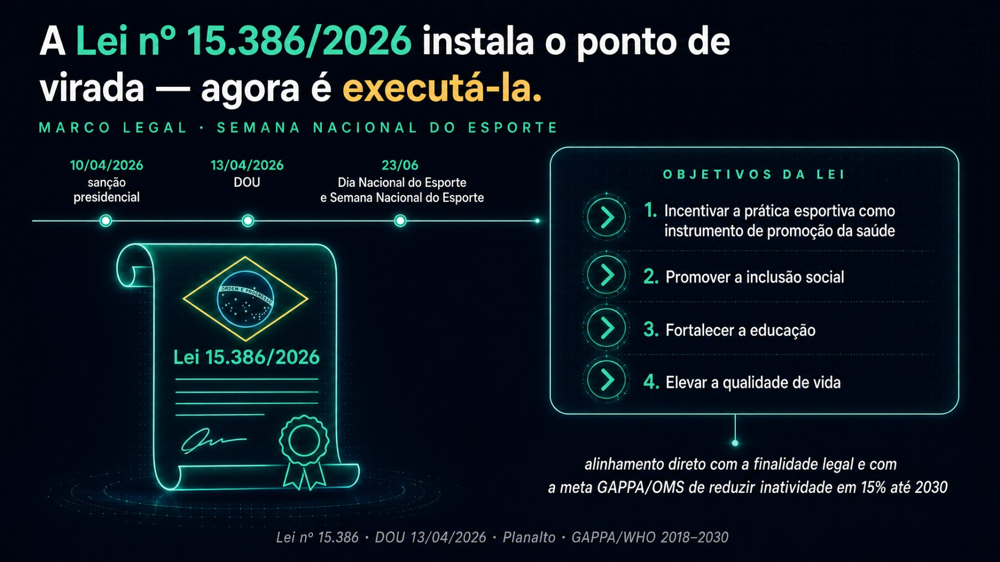 A Lei nº 15.386/2026 instala o ponto de
virada — agora é executá-la.
MARCO LEGAL · SEMANA NACIONAL DO ESPORTE
10/04/2026
sanção
presidencial
13/04/2026
DOU
23/06
Dia Nacional do Esporte
e Semana Nacional do Esporte
ORDEM E PROGRESSO
Lei 15.386/2026
OBJETIVOS DA LEI
1. Incentivar a prática esportiva como
instrumento de promoção da saúde
2. Promover a inclusão social
3. Fortalecer a educação
4. Elevar a qualidade de vida
alinhamento direto com a finalidade legal e com
a meta GAPPA/OMS de reduzir inatividade em 15% até 2030
Lei nº 15.386 · DOU 13/04/2026 · Planalto · GAPPA/WHO 2018–2030